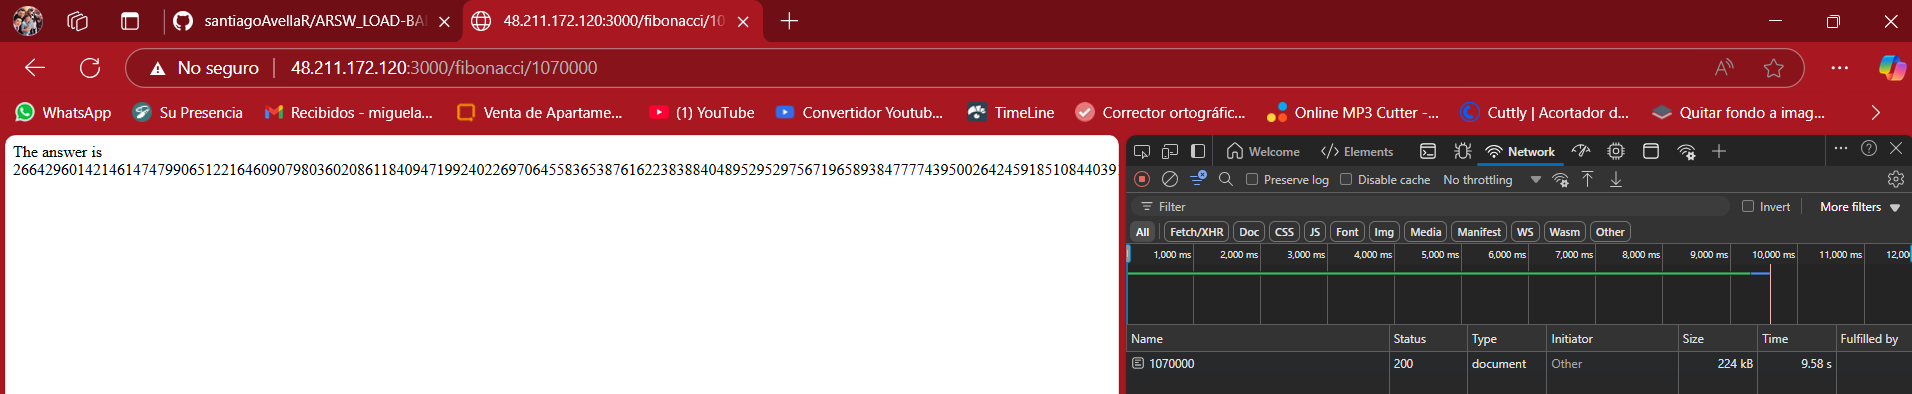 santiagoAvellaR/ARSW_LOAD-BAL
48.211.172.120:3000/fibonacci/10
No seguro
48.211.172.120:3000/fibonacci/1070000
WhatsApp
Su Presencia
Recibidos - miguela...
Venta de Apartame...
(1) YouTube
Convertidor Youtub...
TimeLine
Corrector ortográfic...
Online MP3 Cutter -...
Cuttly | Acortador d...
Quitar fondo a imag...
The answer is
266429601421461474799065122164609079803602086118409471992402269706455836538761622383884048952952975671965893847777439500264245918510844039
Welcome
Elements
Network
Preserve log
Disable cache
No throttling
Filter
Invert
More filters
All
Fetch/XHR
Doc
CSS
JS
Font
Img
Media
Manifest
WS
Wasm
Other
1,000 ms
2,000 ms
3,000 ms
4,000 ms
5,000 ms
6,000 ms
7,000 ms
8,000 ms
9,000 ms
10,000 ms
11,000 ms
12,00
Name Status Type Initiator Size Time Fulfilled by
1070000 200 document Other 224 kB 9.58 s